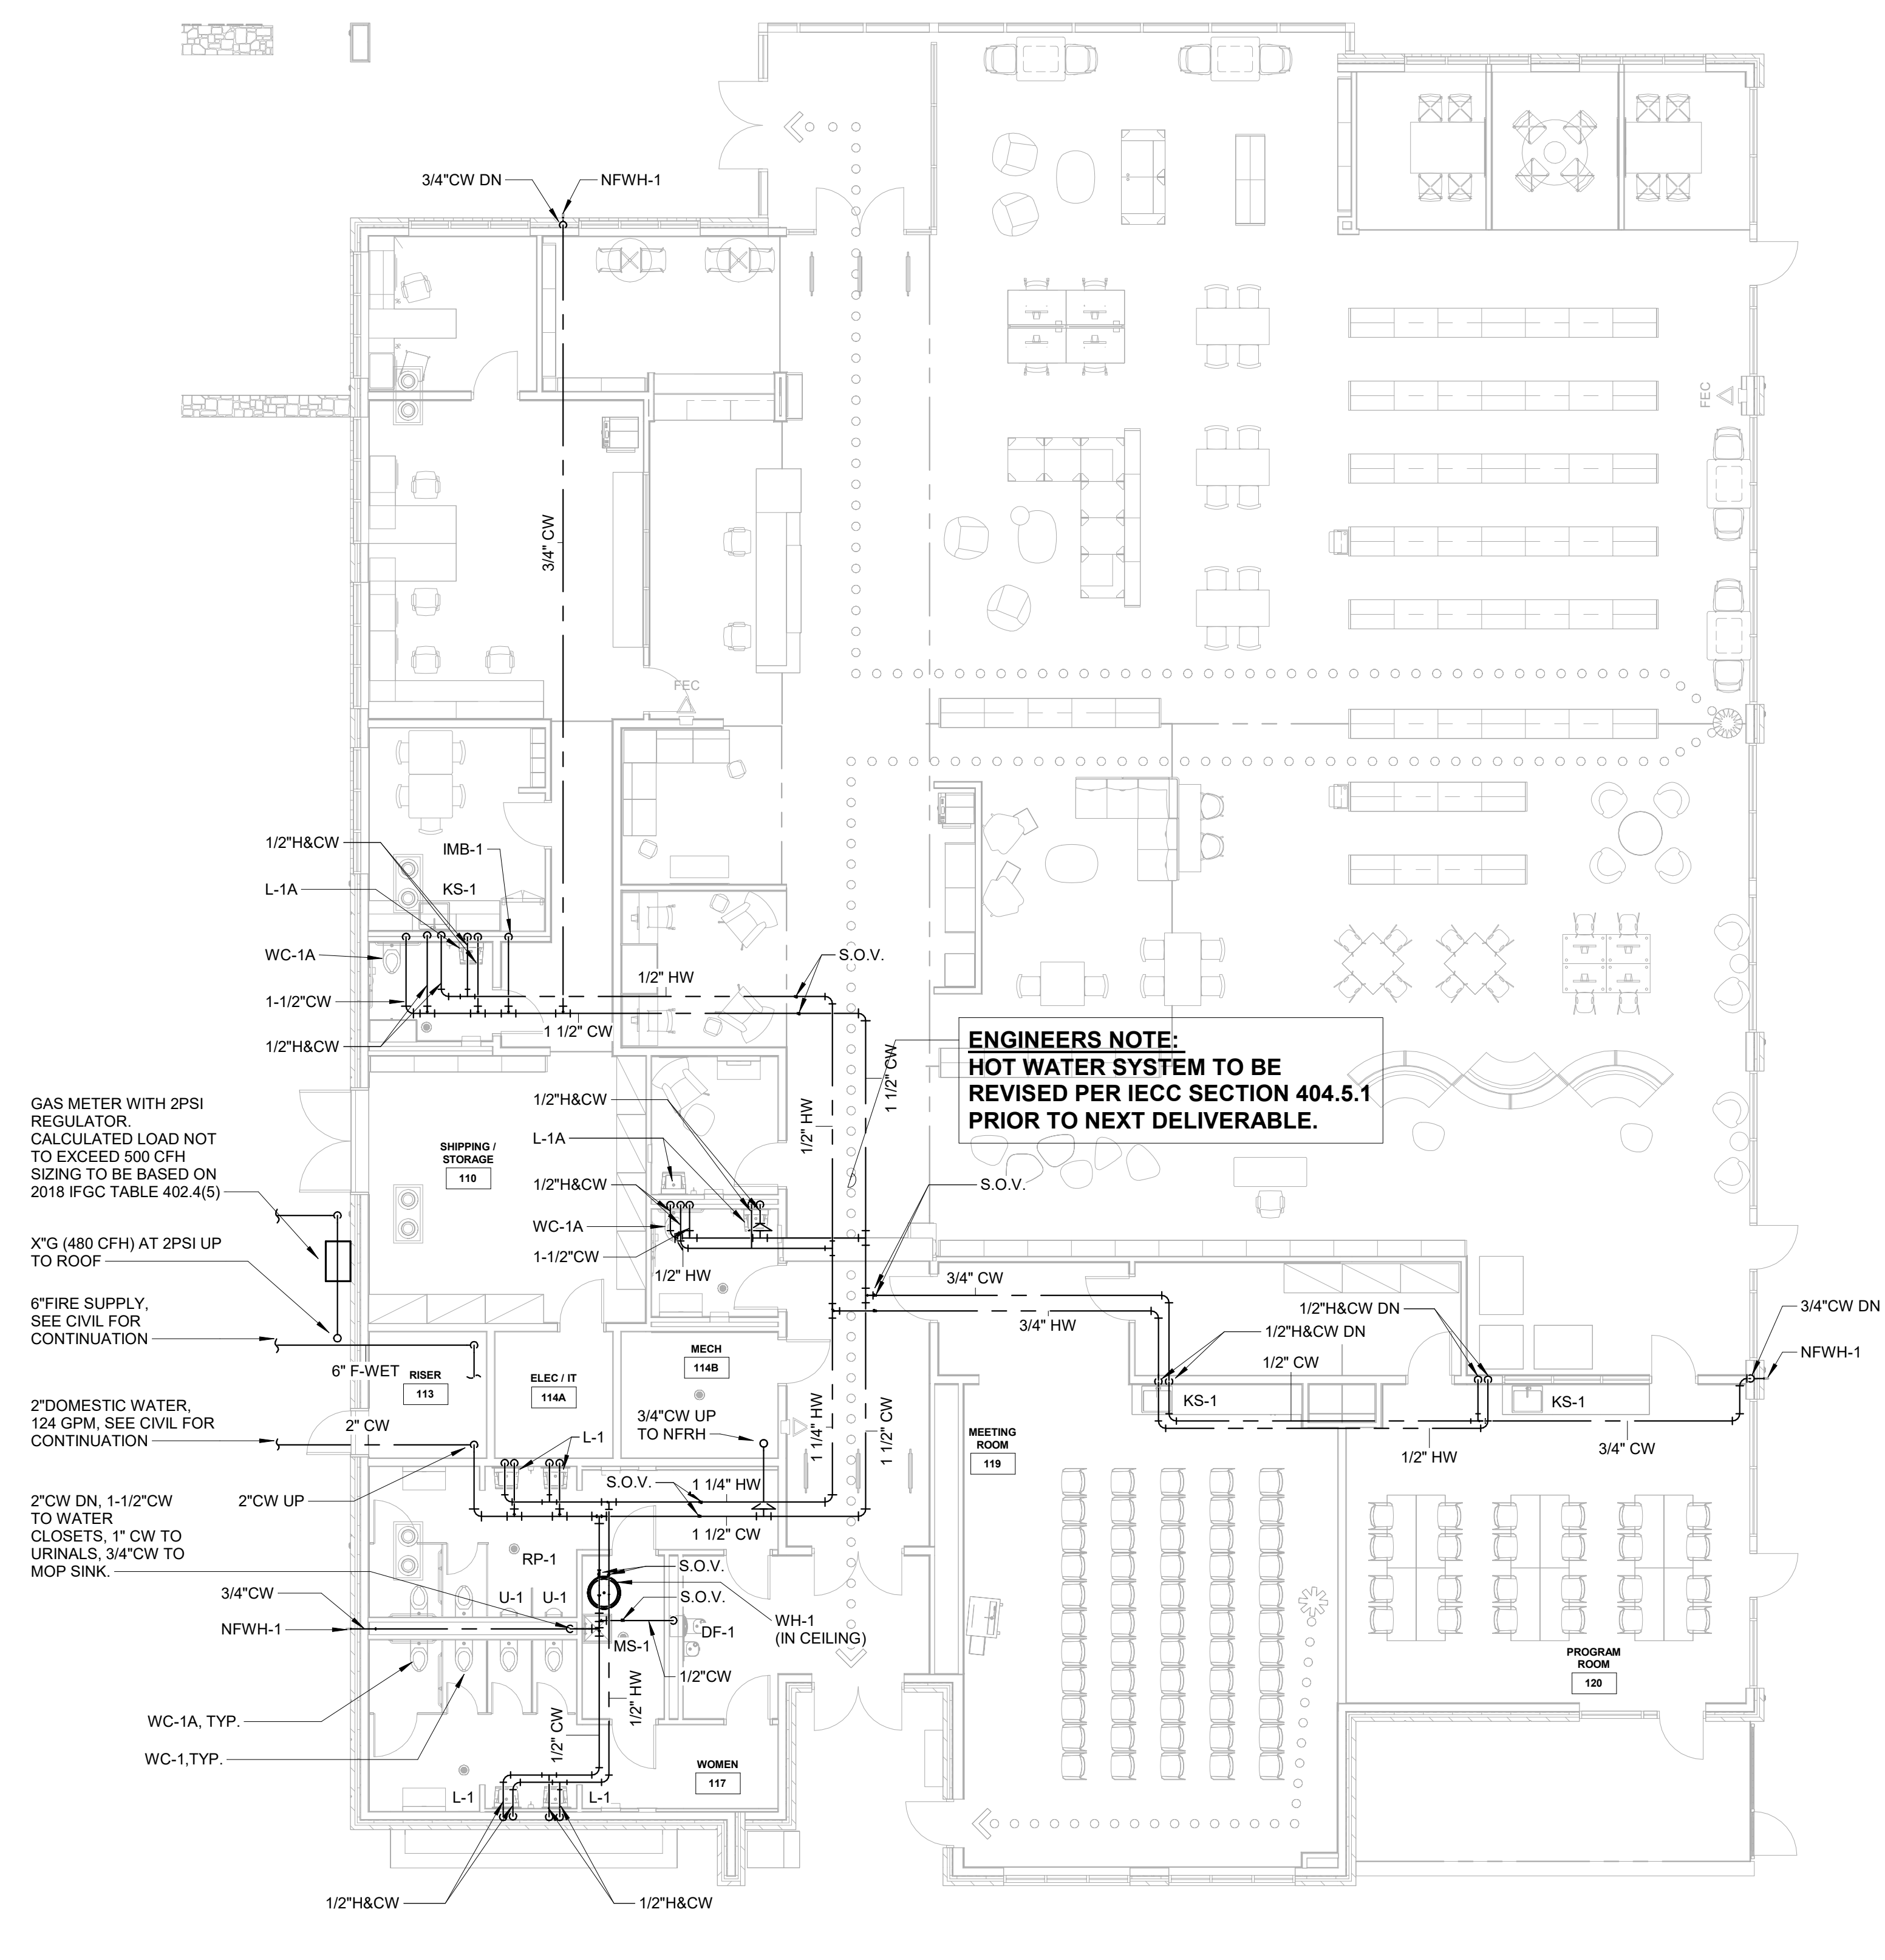 3/4"CW DN
NFWH-1
3/4" CW
FEC
FEC
1/2"H&CW
IMB-1
L-1A
KS-1
WC-1A
S.O.V.
1/2" HW
1-1/2"CW
1 1/2" CW
1/2"H&CW
ENGINEERS NOTE:
HOT WATER SYSTEM TO BE
REVISED PER IECC SECTION 404.5.1
PRIOR TO NEXT DELIVERABLE.
1 1/2" CW
1/2" HW
GAS METER WITH 2PSI
REGULATOR.
CALCULATED LOAD NOT
TO EXCEED 500 CFH
SIZING TO BE BASED ON
2018 IFGC TABLE 402.4(5)
1/2"H&CW
L-1A
SHIPPING /
STORAGE
110
1/2"H&CW
S.O.V.
WC-1A
1-1/2"CW
1/2" HW
X"G (480 CFH) AT 2PSI UP
TO ROOF
3/4" CW
3/4" HW
1/2"H&CW DN
1/2"H&CW DN
3/4"CW DN
NFWH-1
6"FIRE SUPPLY,
SEE CIVIL FOR
CONTINUATION
6" F-WET
RISER
113
ELEC / IT
114A
MECH
114B
1/2" CW
KS-1
KS-1
2"DOMESTIC WATER,
124 GPM, SEE CIVIL FOR
CONTINUATION
2" CW
3/4"CW UP
TO NFRH
L-1
1 1/4" HW
1 1/2" CW
MEETING
ROOM
119
1/2" HW
3/4" CW
S.O.V.
1 1/4" HW
1 1/2" CW
2"CW UP
2"CW DN, 1-1/2"CW
TO WATER
CLOSETS, 1" CW TO
URINALS, 3/4"CW TO
MOP SINK.
RP-1
S.O.V.
U-1
U-1
S.O.V.
3/4"CW
NFWH-1
WH-1
(IN CEILING)
DF-1
MS-1
1/2"CW
PROGRAM
ROOM
120
1/2" HW
1/2" CW
WC-1A, TYP.
WC-1,TYP.
WOMEN
117
L-1
L-1
1/2"H&CW
1/2"H&CW